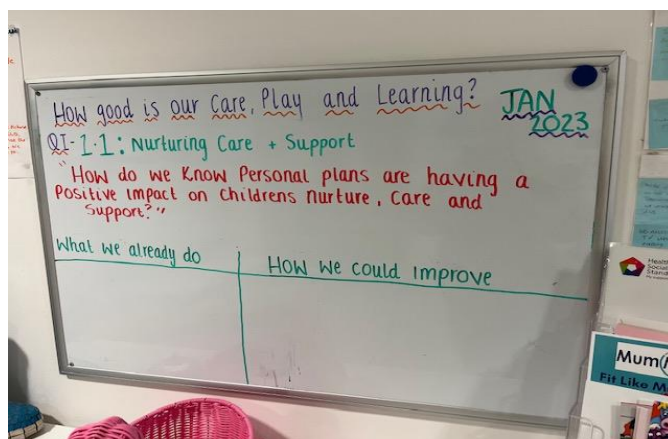 How good is our care, Play and Learning?
JAN
2023
QI-1.1: Nurturing Care + Support
"How do we Know Personal plans are having a
Positive impact on Childrens nurture, Care and
Support?"
What we already do
How we could improve
Health
Social
Stand
Mum
Fit Like M